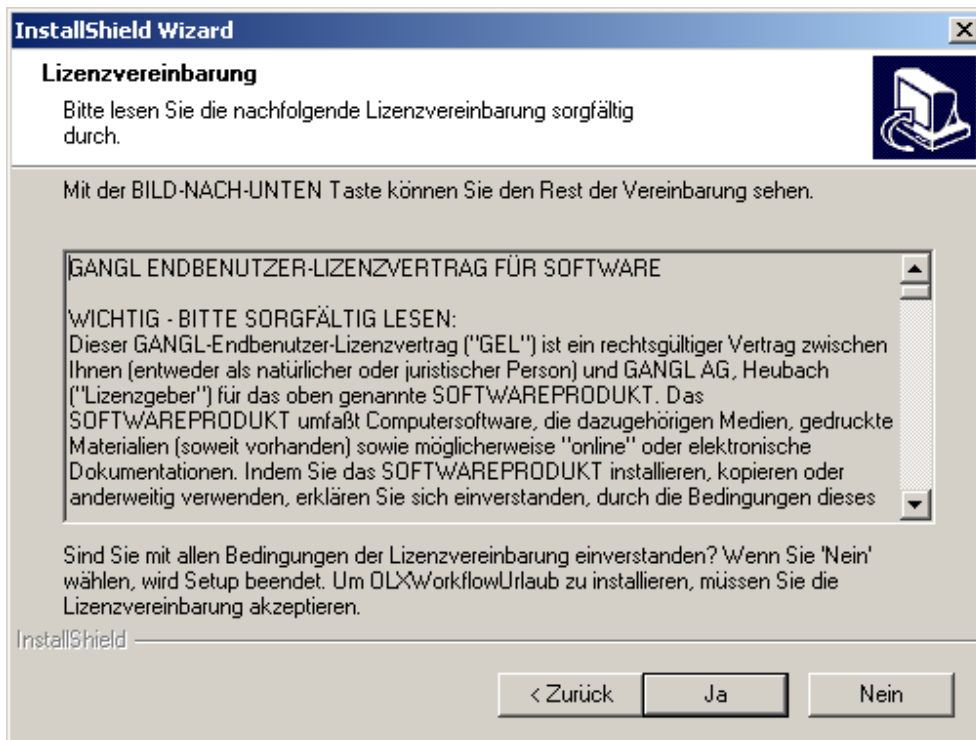 InstallShield Wizard
Lizenzvereinbarung
Bitte lesen Sie die nachfolgende Lizenzvereinbarung sorgfältig
durch.
Mit der BILD-NACH-UNTEN Taste können Sie den Rest der Vereinbarung sehen.
GANGL ENDBENUTZER-LIZENZVERTRAG FÜR SOFTWARE
WICHTIG - BITTE SORGFÄLTIG LESEN:
Dieser GANGL-Endbenutzer-Lizenzvertrag ("GEL") ist ein rechtsgültiger Vertrag zwischen
Ihnen (entweder als natürlicher oder juristischer Person) und GANGL AG, Heubach
("Lizenzgeber") für das oben genannte SOFTWAREPRODUKT. Das
SOFTWAREPRODUKT umfaßt Computersoftware, die dazugehörigen Medien, gedruckte
Materialien (soweit vorhanden) sowie möglicherweise "online" oder elektronische
Dokumentationen. Indem Sie das SOFTWAREPRODUKT installieren, kopieren oder
anderweitig verwenden, erklären Sie sich einverstanden, durch die Bedingungen dieses
Sind Sie mit allen Bedingungen der Lizenzvereinbarung einverstanden? Wenn Sie 'Nein'
wählen, wird Setup beendet. Um OLXWorkflowUrlaub zu installieren, müssen Sie die
Lizenzvereinbarung akzeptieren.
InstallShield
< Zurück
Ja
Nein